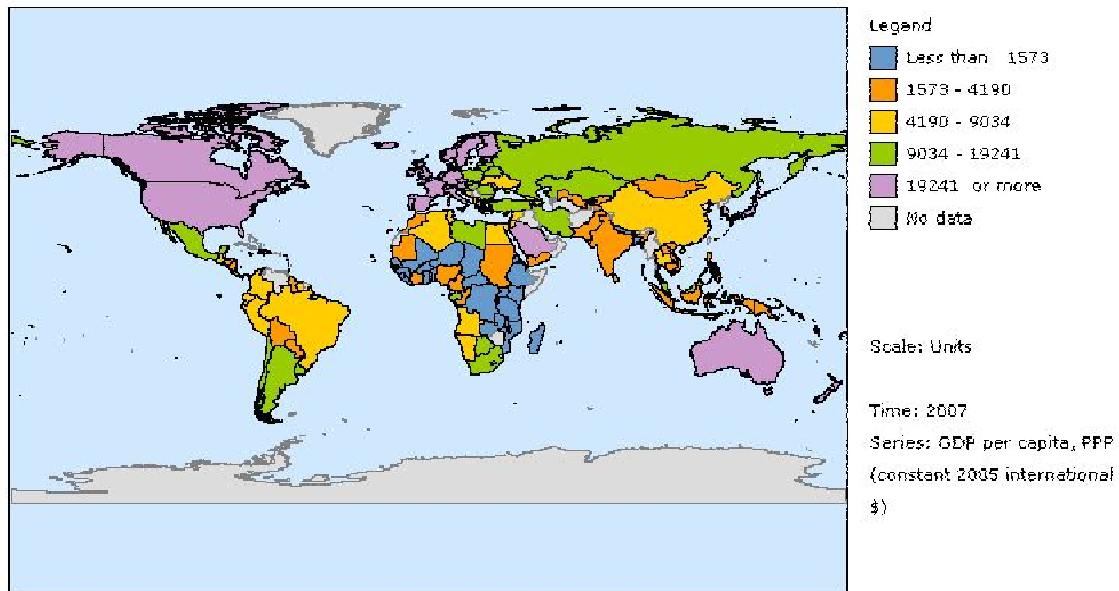 Legend
Less than 1573
1573 - 4190
4190 - 9034
9034 - 19241
19241 or more
No data
Scale: Units
Time: 2007
Series: GDP per capita, PPP
(constant 2005 international
$)